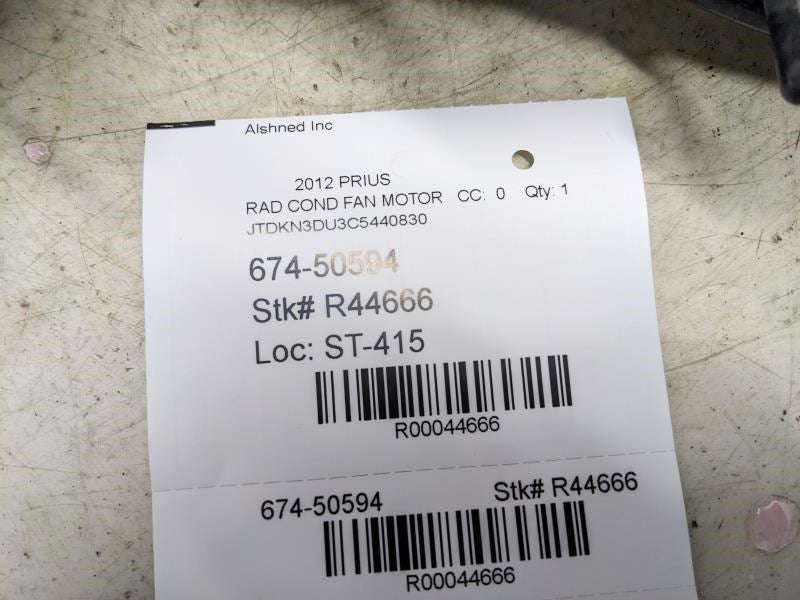 Alshned Inc
2012 PRIUS
RAD COND FAN MOTOR CC: 0 Qty: 1
JTDKN3DU3C5440830
674-50594
Stk# R44666
Loc: ST-415
R00044666
674-50594 Stk# R44666
R00044666